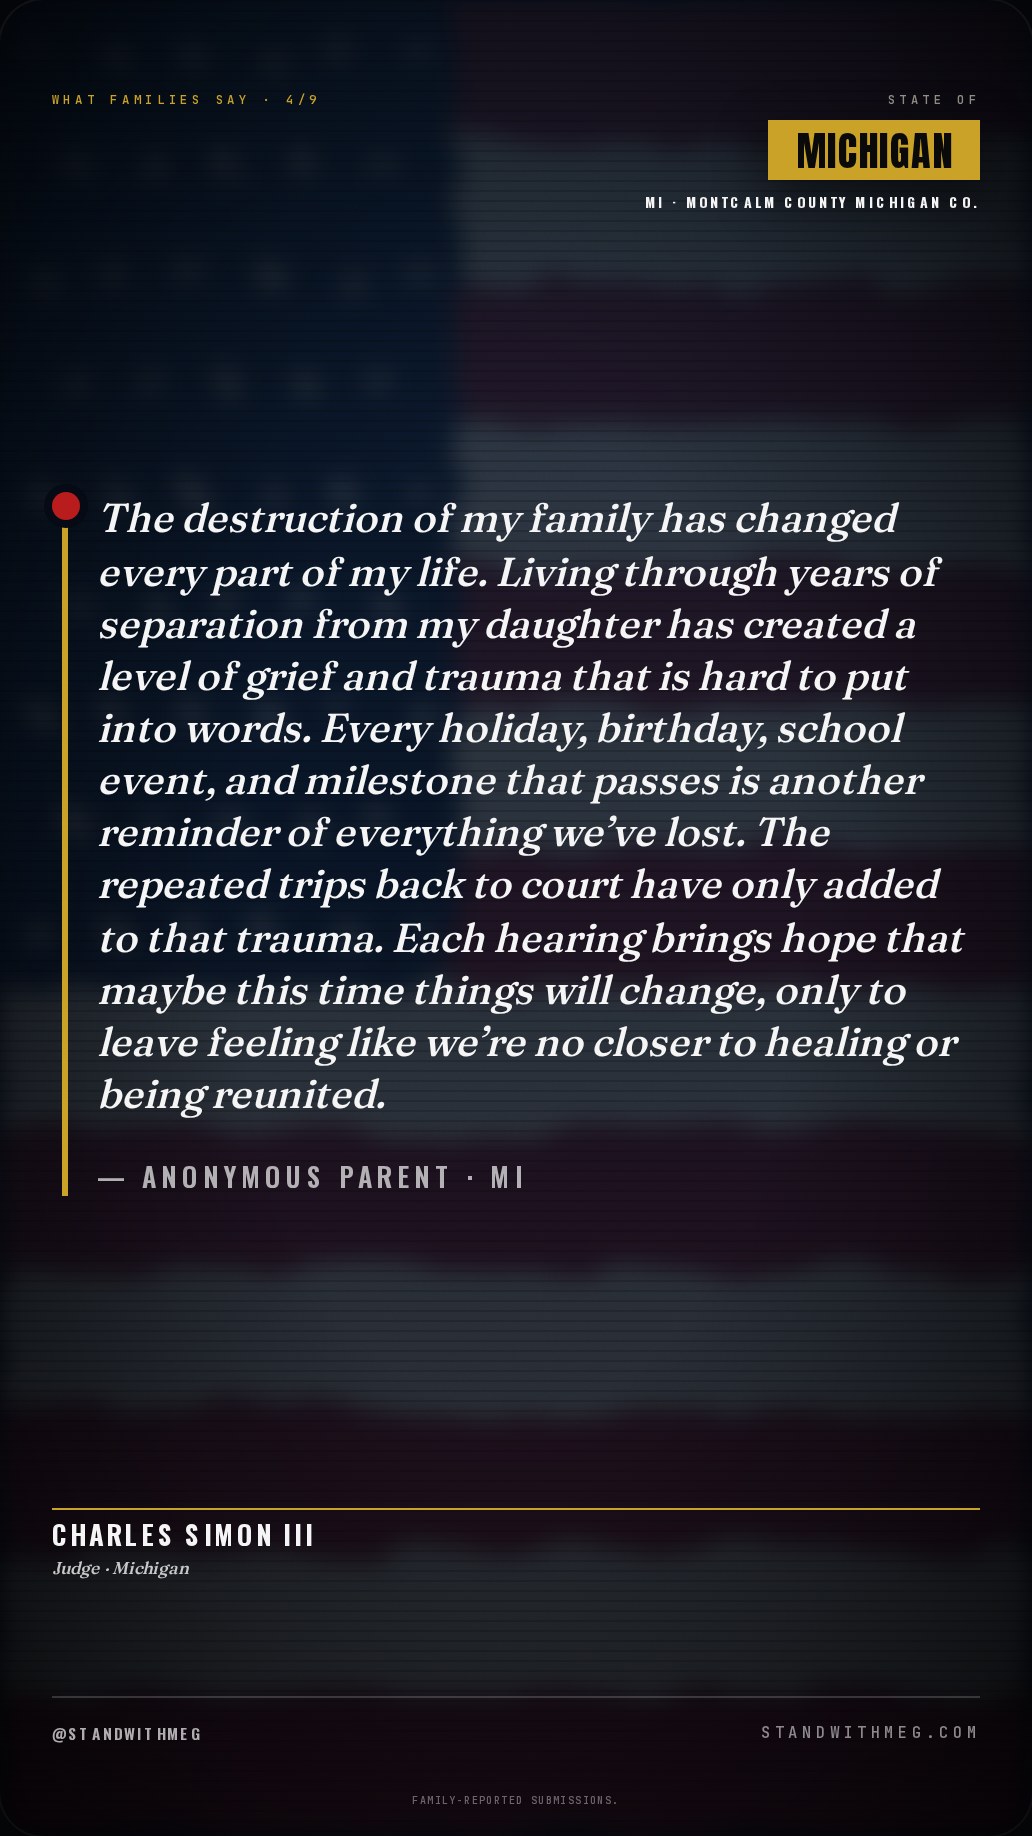 WHAT FAMILIES SAY · 4/9
STATE OF
MICHIGAN
MI · MONTCALM COUNTY MICHIGAN CO.
The destruction of my family has changed
every part of my life. Living through years of
separation from my daughter has created a
level of grief and trauma that is hard to put
into words. Every holiday, birthday, school
event, and milestone that passes is another
reminder of everything we’ve lost. The
repeated trips back to court have only added
to that trauma. Each hearing brings hope that
maybe this time things will change, only to
leave feeling like we’re no closer to healing or
being reunited.
— ANONYMOUS PARENT · MI
CHARLES SIMON III
Judge · Michigan
@STANDWITHMEG
STANDWITHMEG.COM
FAMILY-REPORTED SUBMISSIONS.